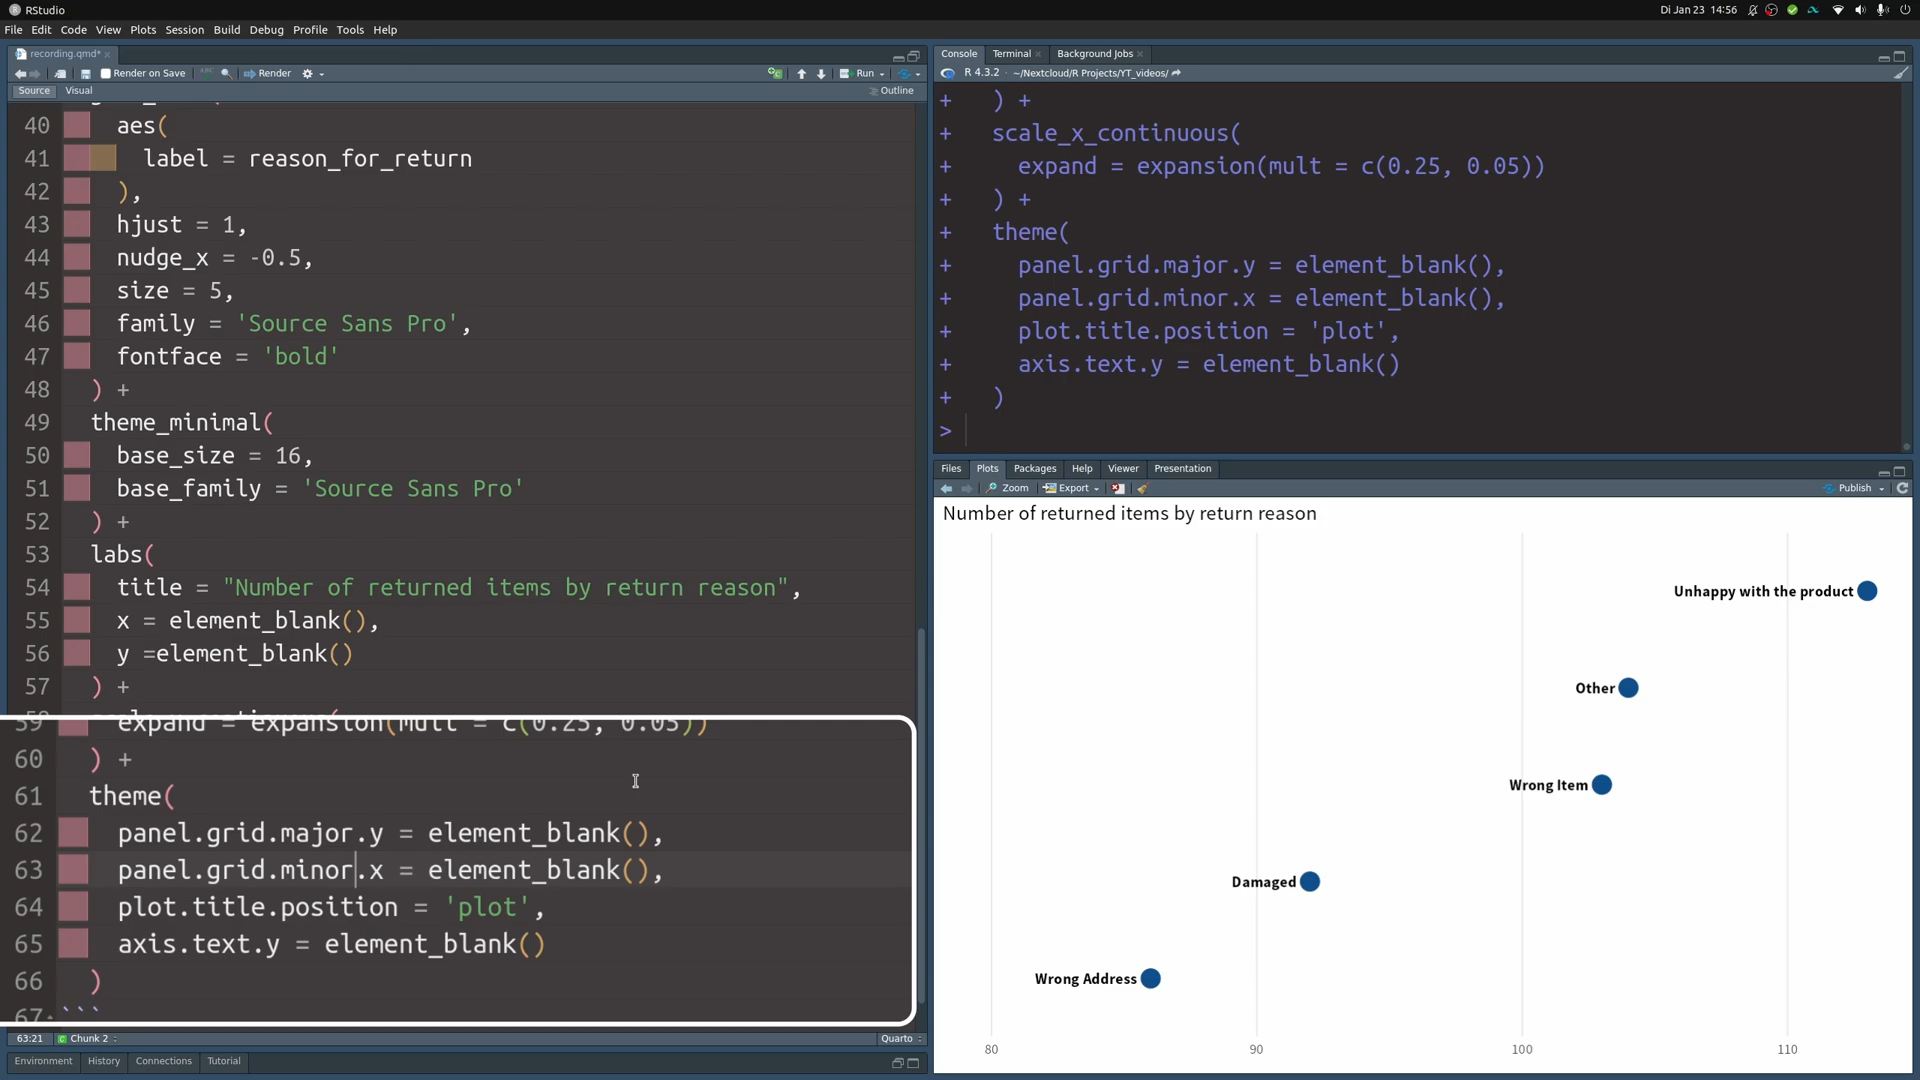 RStudio
Di Jan 23 14:56
File Edit Code View Plots Session Build Debug Profile Tools Help
recording.qmd*
Render on Save
Render
Run
Source Visual
Outline
40 aes(
41 label = reason_for_return
42 ),
43 hjust = 1,
44 nudge_x = -0.5,
45 size = 5,
46 family = 'Source Sans Pro',
47 fontface = 'bold'
48 ) +
49 theme_minimal(
50 base_size = 16,
51 base_family = 'Source Sans Pro'
52 ) +
53 labs(
54 title = "Number of returned items by return reason",
55 x = element_blank(),
56 y =element_blank()
57 ) +
59 expand = expansion(mult = c(0.25, 0.05))
60 ) +
61 theme(
62 panel.grid.major.y = element_blank(),
63 panel.grid.minor.x = element_blank(),
64 plot.title.position = 'plot',
65 axis.text.y = element_blank()
66 )
67 ```
63:21 Chunk 2
Quarto
Environment History Connections Tutorial
Console Terminal Background Jobs
R 4.3.2 · ~/Nextcloud/R Projects/YT_videos/
+ ) +
+ scale_x_continuous(
+ expand = expansion(mult = c(0.25, 0.05))
+ ) +
+ theme(
+ panel.grid.major.y = element_blank(),
+ panel.grid.minor.x = element_blank(),
+ plot.title.position = 'plot',
+ axis.text.y = element_blank()
+ )
>
Files Plots Packages Help Viewer Presentation
Zoom Export
Publish
Number of returned items by return reason
Unhappy with the product
Other
Wrong Item
Damaged
Wrong Address
80 90 100 110